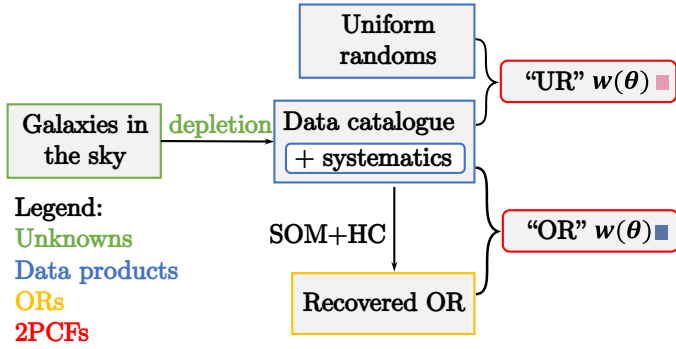 Uniform
randoms
"UR" w(θ)
Galaxies in
the sky
depletion
Data catalogue
+ systematics
Legend:
Unknowns
Data products
ORs
2PCFs
SOM+HC
"OR" w(θ)
Recovered OR